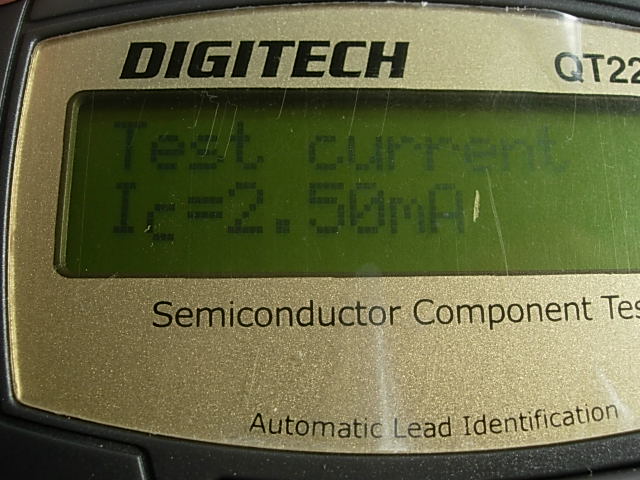 DIGITECH
QT22
Test current
Ic=2.50mA
Semiconductor Component Tes
Automatic Lead Identification